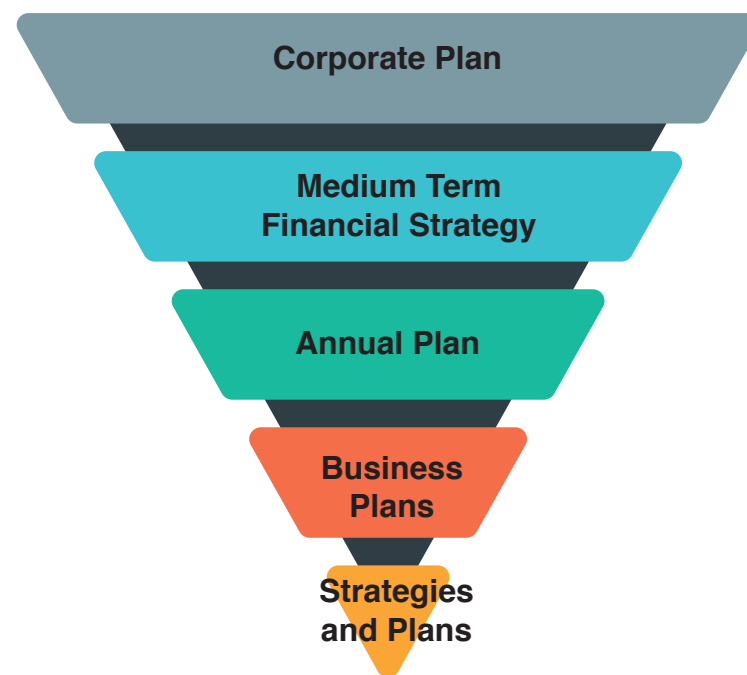 Corporate Plan
Medium Term
Financial Strategy
Annual Plan
Business
Plans
Strategies
and Plans